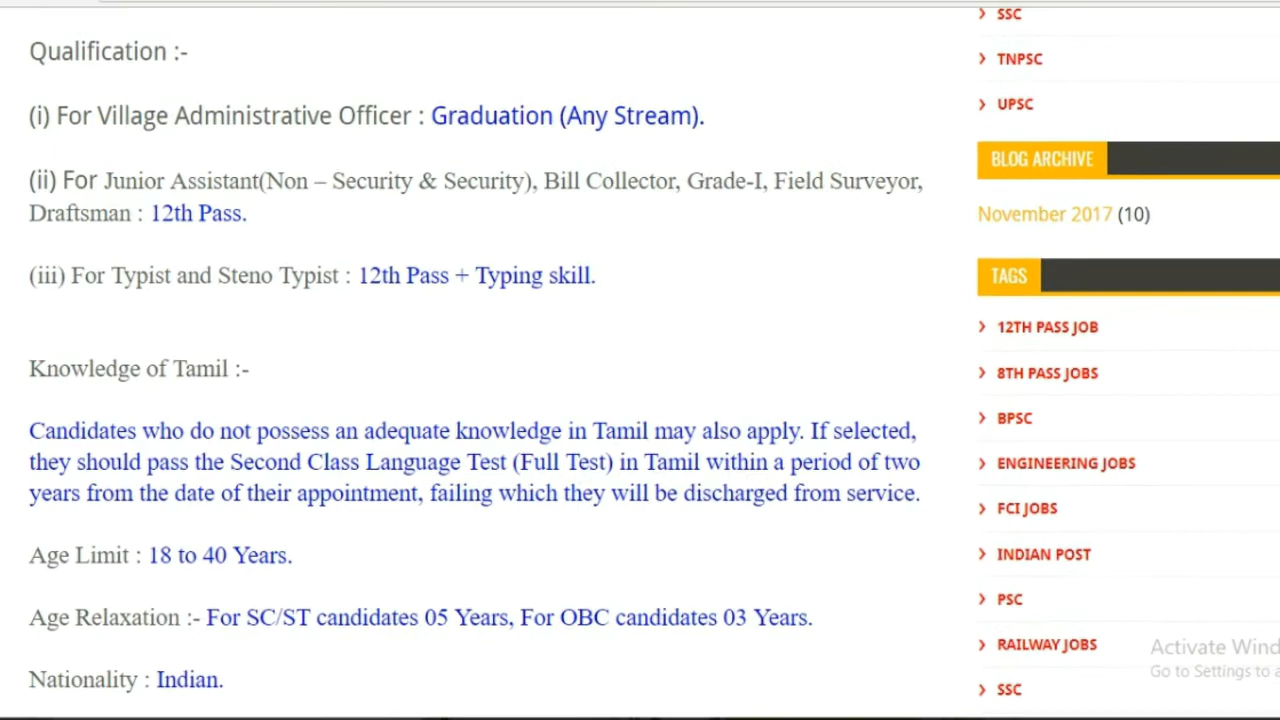 Qualification :-
(i) For Village Administrative Officer : Graduation (Any Stream).
(ii) For Junior Assistant(Non – Security & Security), Bill Collector, Grade-I, Field Surveyor,
Draftsman : 12th Pass.
(iii) For Typist and Steno Typist : 12th Pass + Typing skill.
Knowledge of Tamil :-
Candidates who do not possess an adequate knowledge in Tamil may also apply. If selected,
they should pass the Second Class Language Test (Full Test) in Tamil within a period of two
years from the date of their appointment, failing which they will be discharged from service.
Age Limit : 18 to 40 Years.
Age Relaxation :- For SC/ST candidates 05 Years, For OBC candidates 03 Years.
Nationality : Indian.
SSC
TNPSC
UPSC
BLOG ARCHIVE
November 2017 (10)
TAGS
12TH PASS JOB
8TH PASS JOBS
BPSC
ENGINEERING JOBS
FCI JOBS
INDIAN POST
PSC
RAILWAY JOBS
SSC
Activate Wind
Go to Settings to a